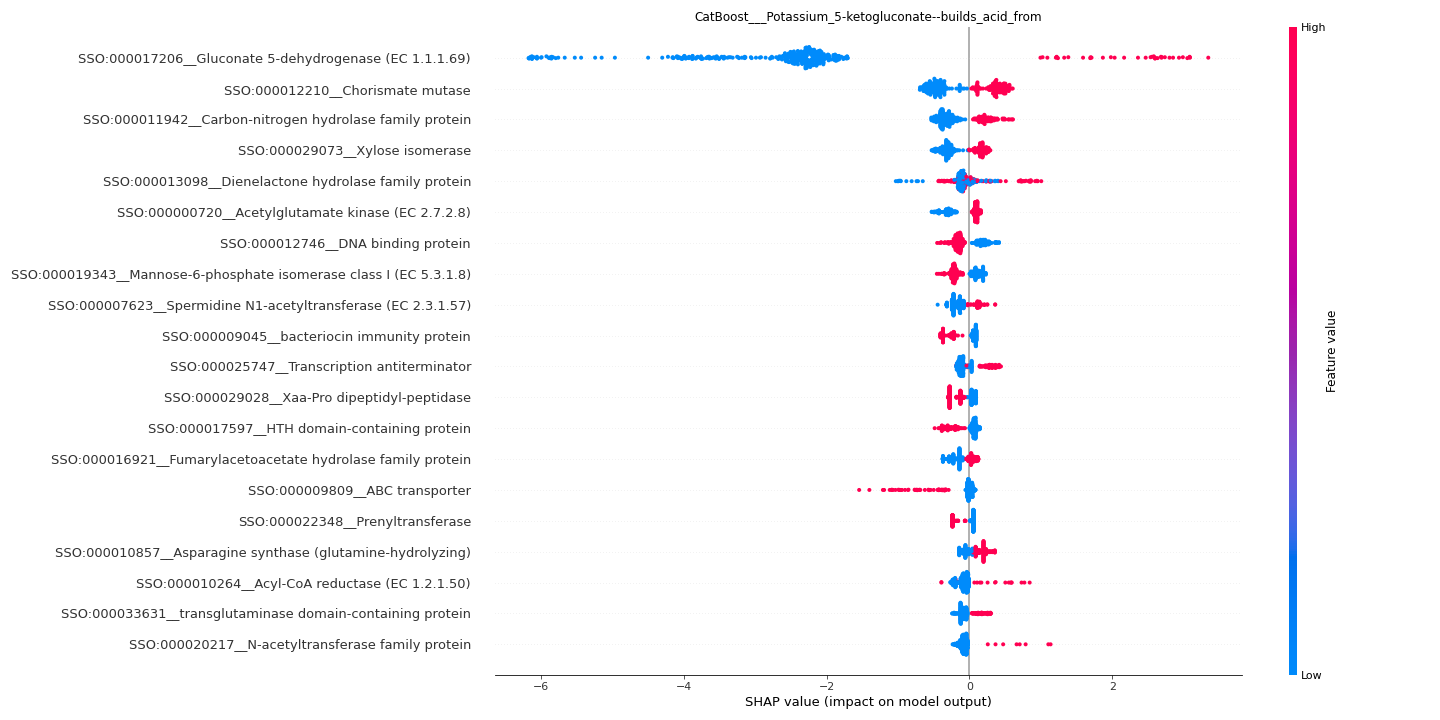 CatBoost___Potassium_5-ketogluconate--builds_acid_from
High
SSO:000017206__Gluconate 5-dehydrogenase (EC 1.1.1.69)
SSO:000012210__Chorismate mutase
SSO:000011942__Carbon-nitrogen hydrolase family protein
SSO:000029073__Xylose isomerase
SSO:000013098__Dienelactone hydrolase family protein
SSO:000000720__Acetylglutamate kinase (EC 2.7.2.8)
SSO:000012746__DNA binding protein
SSO:000019343__Mannose-6-phosphate isomerase class I (EC 5.3.1.8)
SSO:000007623__Spermidine N1-acetyltransferase (EC 2.3.1.57)
SSO:000009045__bacteriocin immunity protein
SSO:000025747__Transcription antiterminator
SSO:000029028__Xaa-Pro dipeptidyl-peptidase
SSO:000017597__HTH domain-containing protein
SSO:000016921__Fumarylacetoacetate hydrolase family protein
SSO:000009809__ABC transporter
SSO:000022348__Prenyltransferase
SSO:000010857__Asparagine synthase (glutamine-hydrolyzing)
SSO:000010264__Acyl-CoA reductase (EC 1.2.1.50)
SSO:000033631__transglutaminase domain-containing protein
SSO:000020217__N-acetyltransferase family protein
Feature value
Low
−6 −4 −2 0 2
SHAP value (impact on model output)